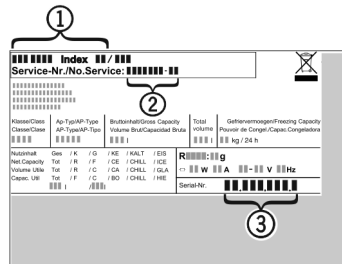 1
Index /
Service-Nr./No.Service: -
2
Klasse/Class Ap-Typ/AP-Type Bruttoinhalt/Gross Capacity Total Gefriervermoegen/Freezing Capacity
Classe/Clase AP-Type/AP-Tipo Volume Brut/Capacidad Bruta volume Pouvoir de Congel./Capac.Congeladora
l l kg / 24 h
Nutzinhalt Ges / K / G / KE / KALT / EIS
Net.Capacity Tot / R / F / CE / CHILL / ICE
Volume Utile Tot / F / C / CA / CHILL / GLA
Capac. Util Tot / F / C / BO / CHILL / HIE
l / l
R : g
W A - V Hz
Serial-Nr. . . .
3